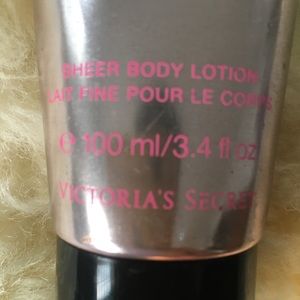 SHEER BODY LOTION
LAIT FINE POUR LE CORPS
℮ 100 ml/3.4 fl oz
VICTORIA'S SECRET